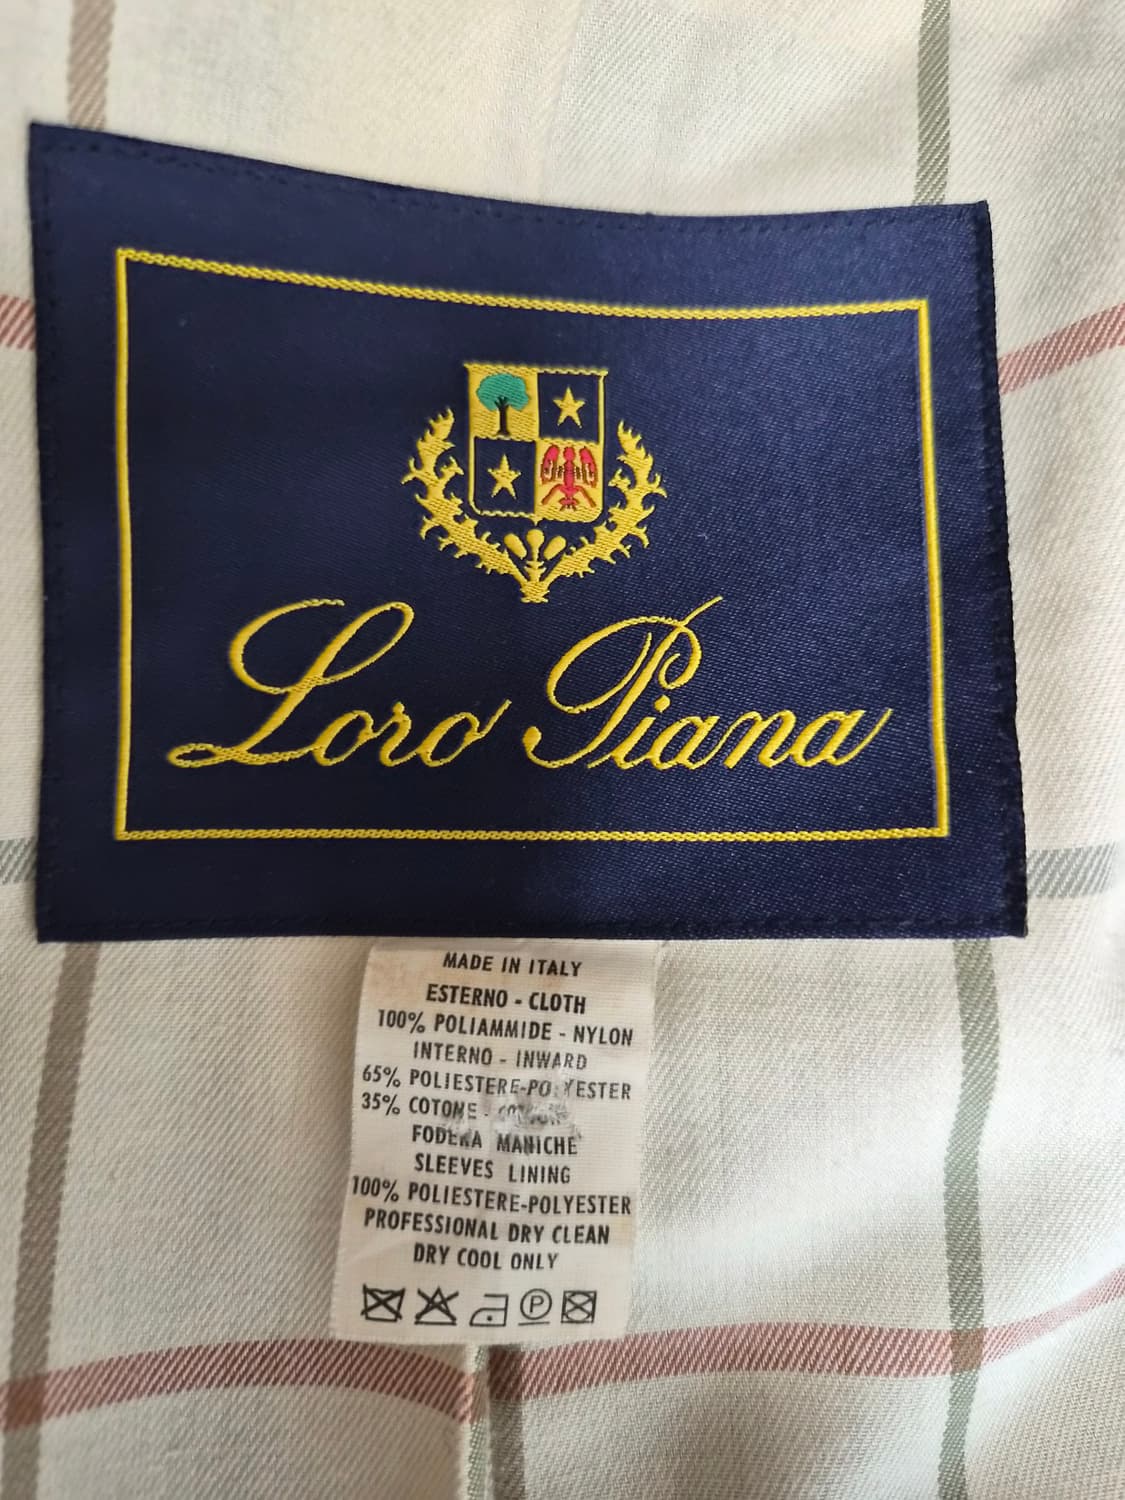 Loro Piana
MADE IN ITALY
ESTERNO - CLOTH
100% POLIAMMIDE - NYLON
INTERNO - INWARD
65% POLIESTERE-POLYESTER
35% COTONE - COTTON
FODERA MANICHE
SLEEVES LINING
100% POLIESTERE-POLYESTER
PROFESSIONAL DRY CLEAN
DRY COOL ONLY
P